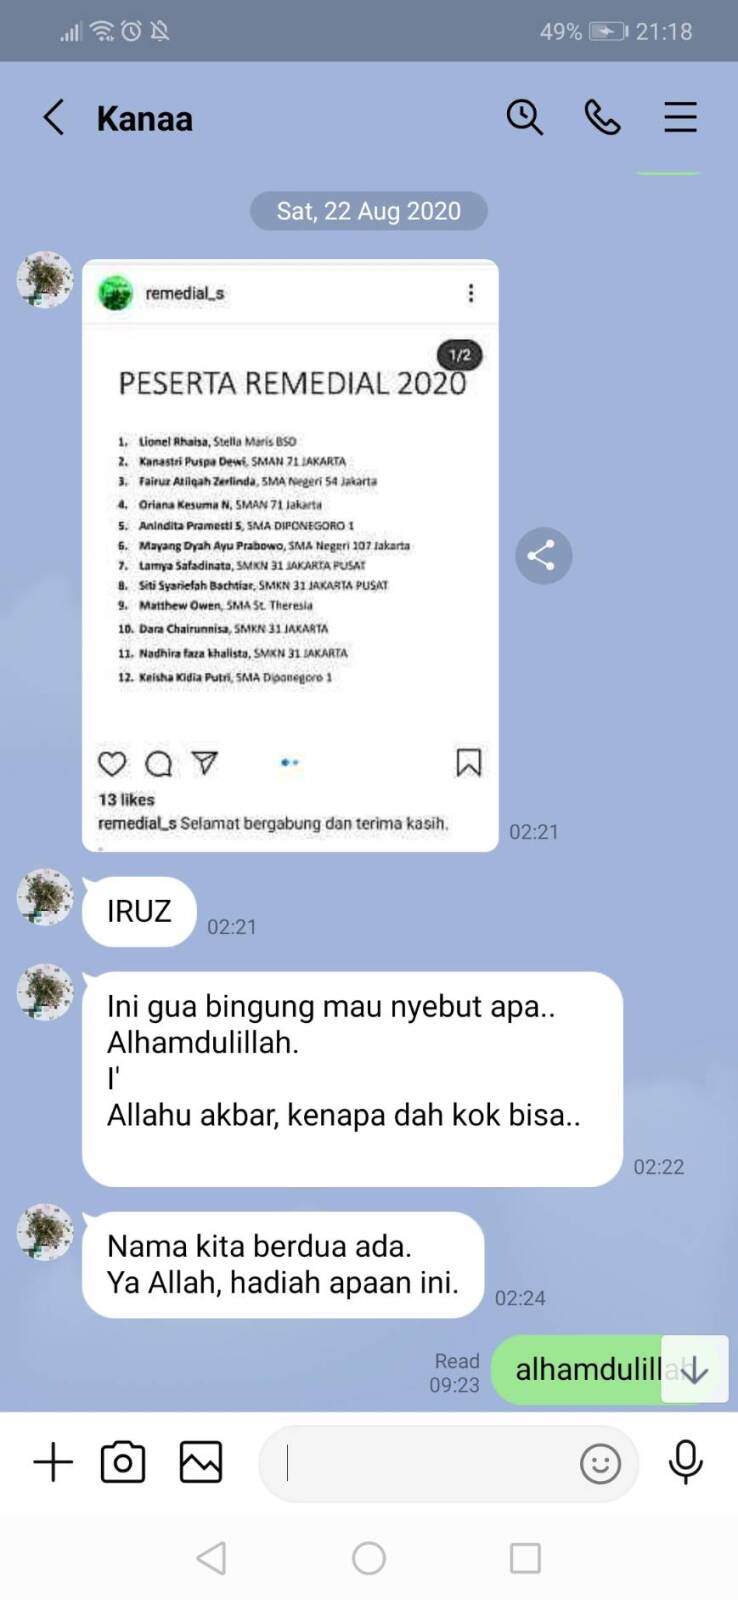 49% 21:18
Kanaa
Sat, 22 Aug 2020
remedial_s
1/2
PESERTA REMEDIAL 2020
1. Lionel Rhaisa, Stella Maris BSD
2. Kanastri Puspa Dewi, SMAN 71 JAKARTA
3. Fairuz Atiiqah Zerlinda, SMA Negeri 54 Jakarta
4. Oriana Kesuma N, SMAN 71 Jakarta
5. Anindita Pramesti S, SMA DIPONEGORO 1
6. Mayang Dyah Ayu Prabowo, SMA Negeri 107 Jakarta
7. Lamya Safadinata, SMKN 31 JAKARTA PUSAT
8. Siti Syariefah Bachtiar, SMKN 31 JAKARTA PUSAT
9. Matthew Owen, SMA St. Theresia
10. Dara Chairunnisa, SMKN 31 JAKARTA
11. Nadhira faza khalista, SMKN 31 JAKARTA
12. Keisha Kidia Putri, SMA Diponegoro 1
13 likes
remedial_s Selamat bergabung dan terima kasih.
02:21
IRUZ
02:21
Ini gua bingung mau nyebut apa..
Alhamdulillah.
I'
Allahu akbar, kenapa dah kok bisa..
02:22
Nama kita berdua ada.
Ya Allah, hadiah apaan ini.
02:24
Read
09:23
alhamdulillah